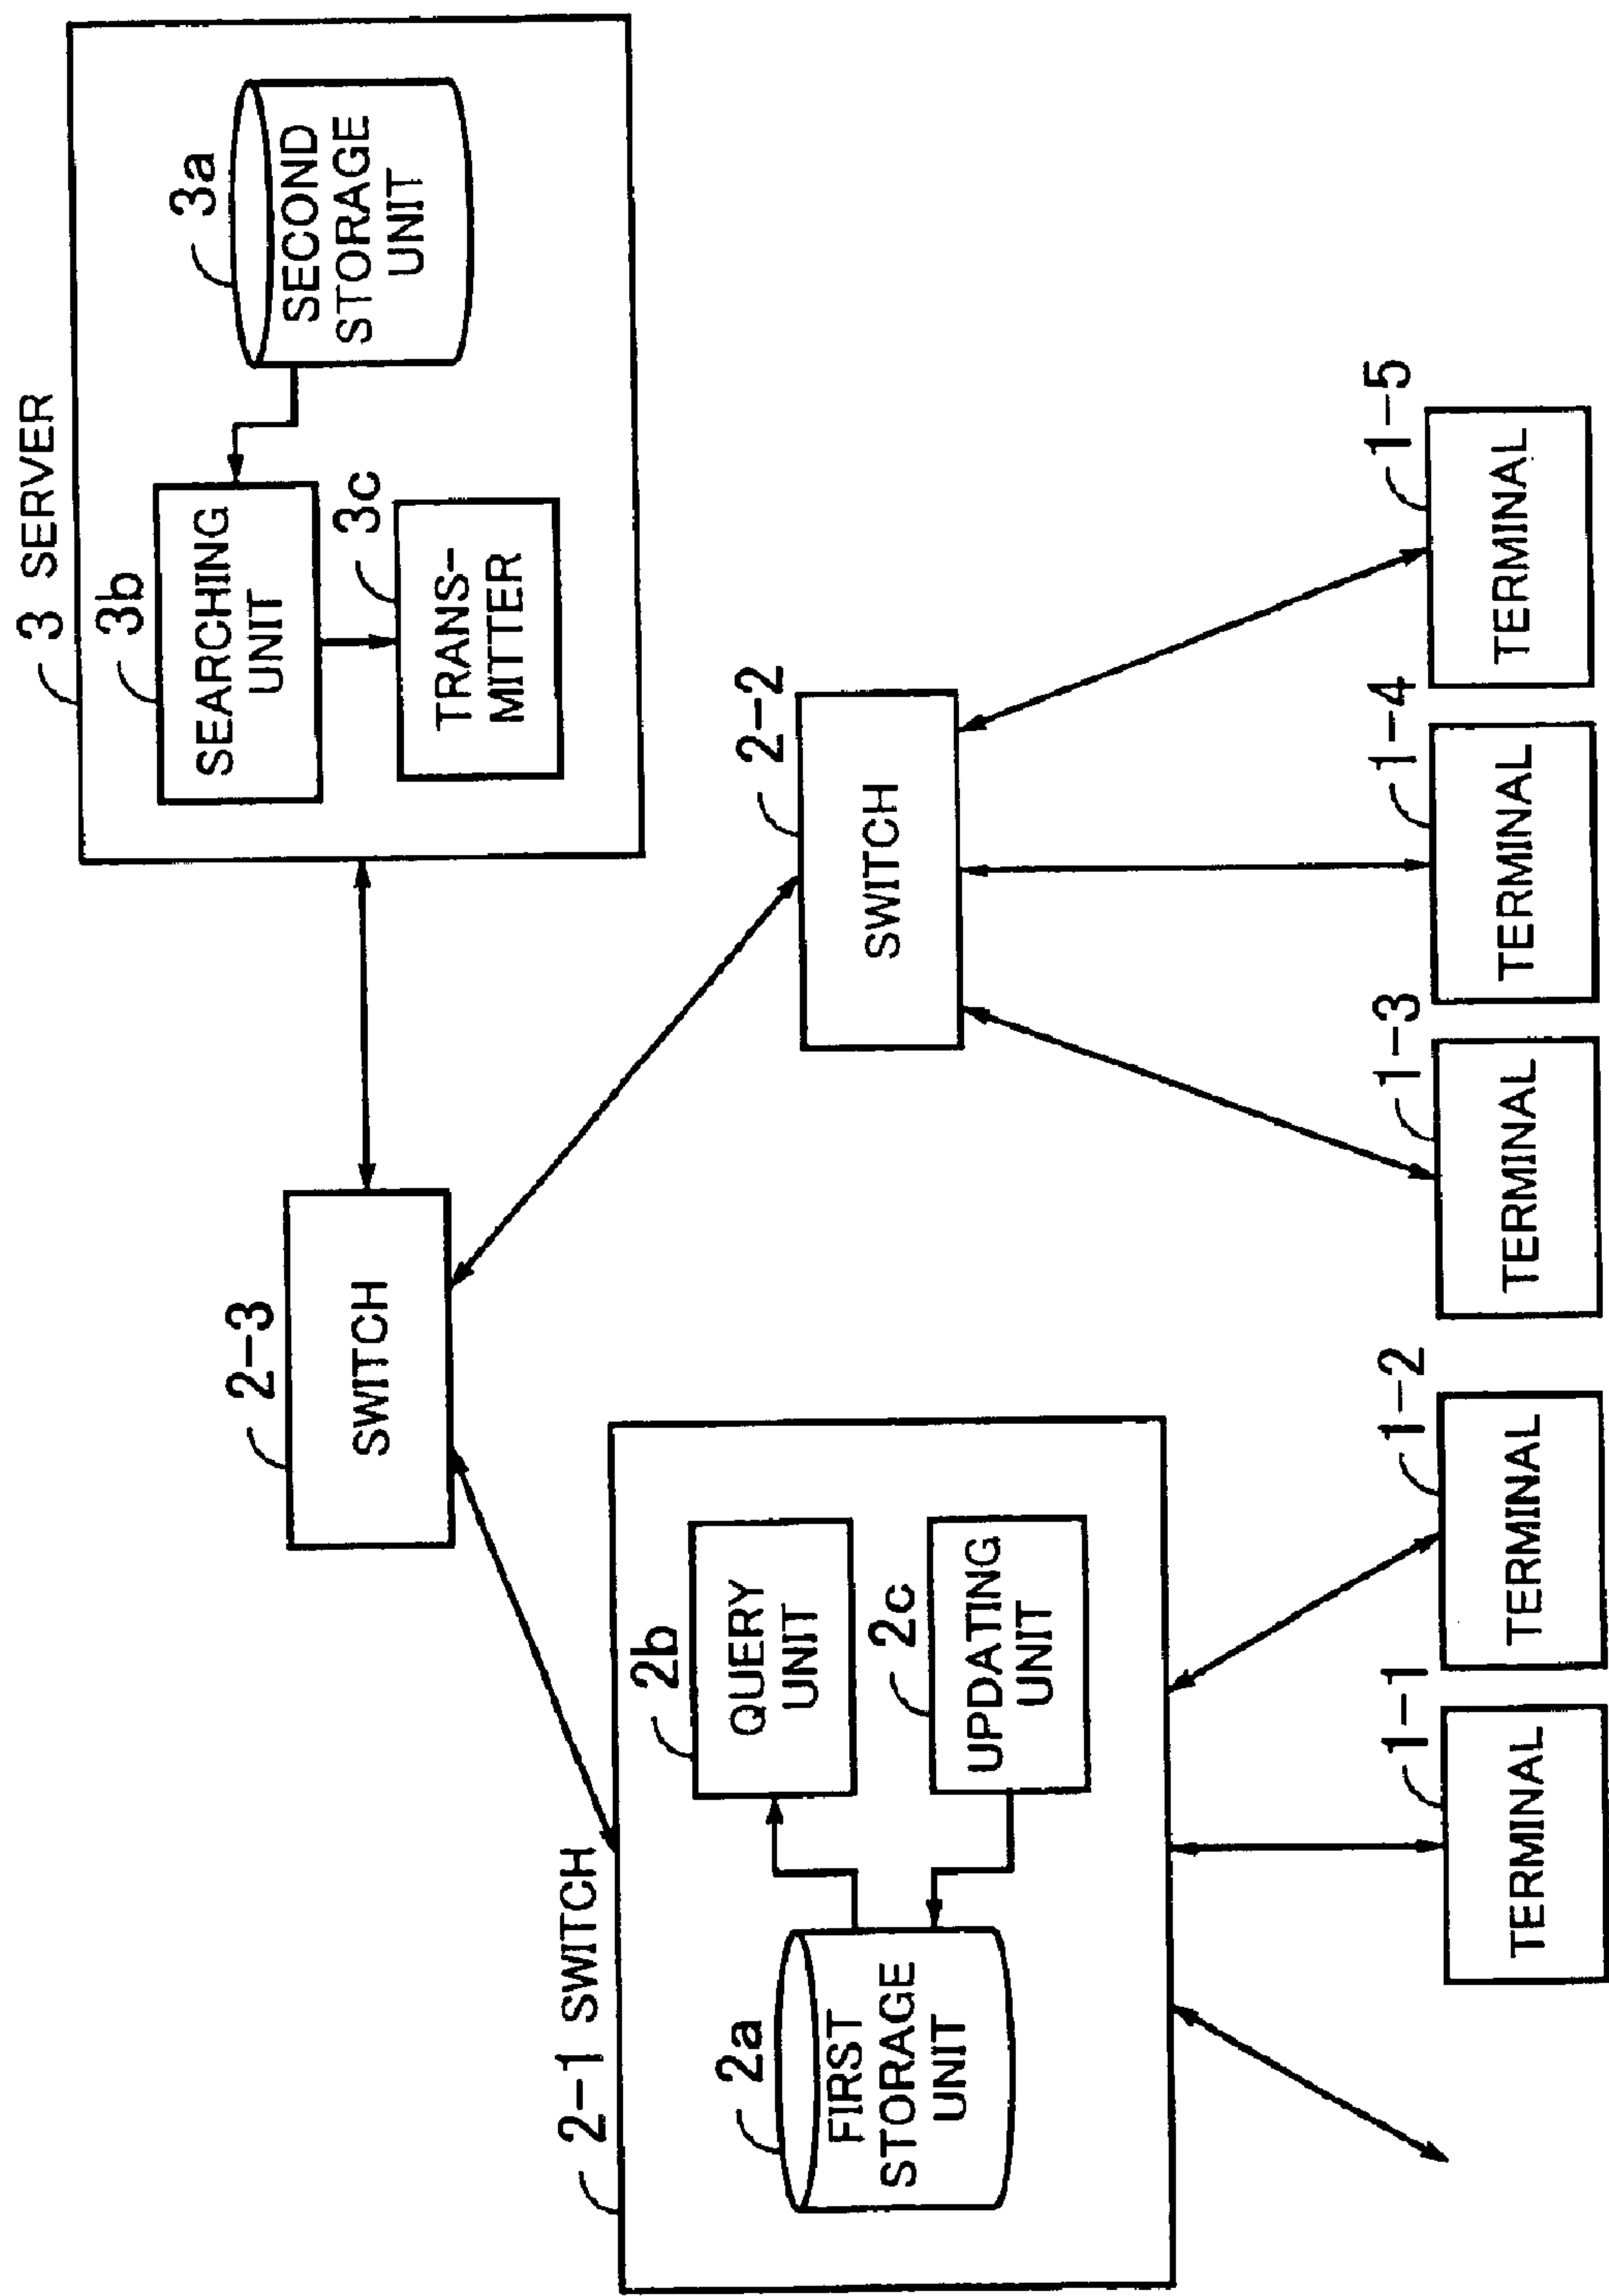 3 SERVER
3a
SECOND
STORAGE
UNIT
3b
SEARCHING
UNIT
3c
TRANS-
MITTER
2-3
SWITCH
2-2
SWITCH
2-1 SWITCH
2a
FIRST
STORAGE
UNIT
2b
QUERY
UNIT
2c
UPDATING
UNIT
1-1
TERMINAL
1-2
TERMINAL
1-3
TERMINAL
1-4
TERMINAL
1-5
TERMINAL